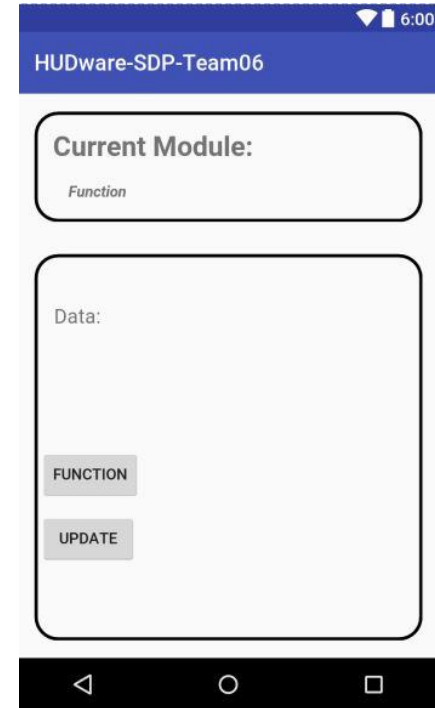 6:00
HUDware-SDP-Team06
Current Module:
Function
Data:
FUNCTION
UPDATE